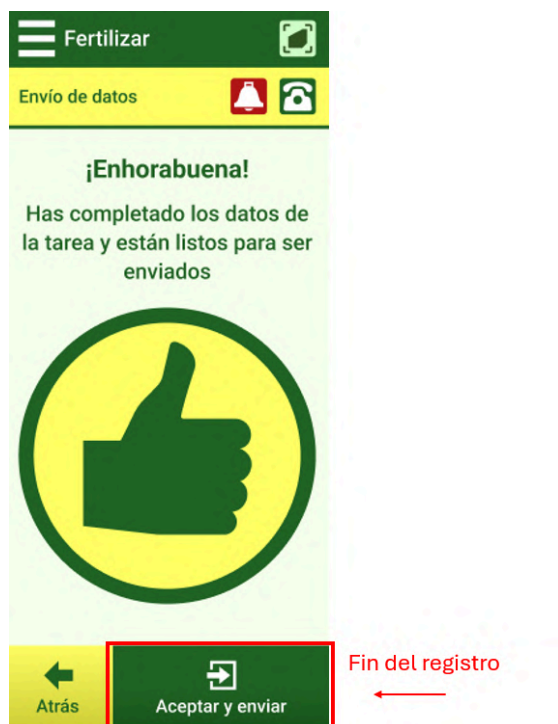 Fertilizar
Envío de datos
¡Enhorabuena!
Has completado los datos de
la tarea y están listos para ser
enviados
Atrás
Aceptar y enviar
Fin del registro